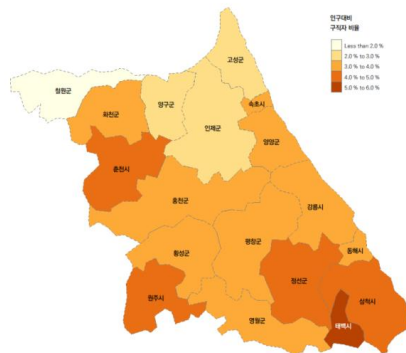 인구대비
구직자 비율
Less than 2.0 %
2.0 % to 3.0 %
3.0 % to 4.0 %
4.0 % to 5.0 %
5.0 % to 6.0 %
고성군
철원군
화천군
양구군
속초시
인제군
양양군
춘천시
홍천군
강릉시
평창군
동해시
횡성군
정선군
원주시
삼척시
영월군
태백시